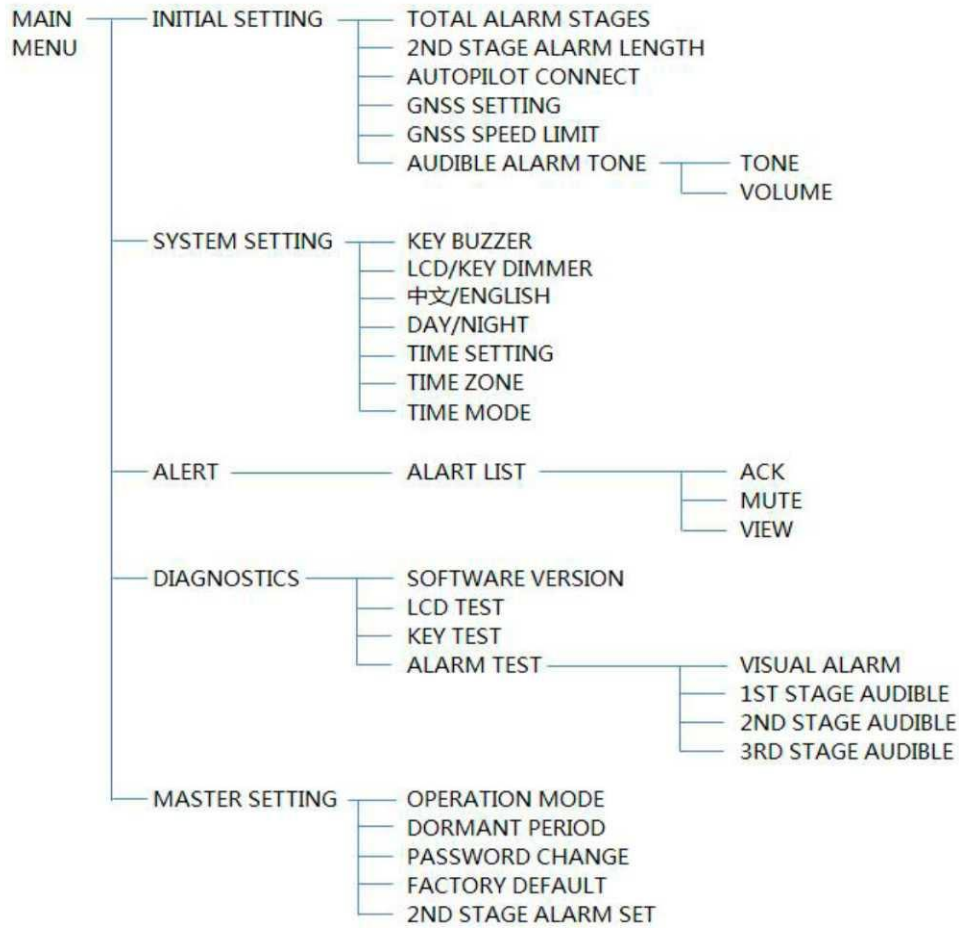 MAIN MENU
INITIAL SETTING
TOTAL ALARM STAGES
2ND STAGE ALARM LENGTH
AUTOPILOT CONNECT
GNSS SETTING
GNSS SPEED LIMIT
AUDIBLE ALARM TONE
TONE
VOLUME
SYSTEM SETTING
KEY BUZZER
LCD/KEY DIMMER
中文/ENGLISH
DAY/NIGHT
TIME SETTING
TIME ZONE
TIME MODE
ALERT
ALART LIST
ACK
MUTE
VIEW
DIAGNOSTICS
SOFTWARE VERSION
LCD TEST
KEY TEST
ALARM TEST
VISUAL ALARM
1ST STAGE AUDIBLE
2ND STAGE AUDIBLE
3RD STAGE AUDIBLE
MASTER SETTING
OPERATION MODE
DORMANT PERIOD
PASSWORD CHANGE
FACTORY DEFAULT
2ND STAGE ALARM SET